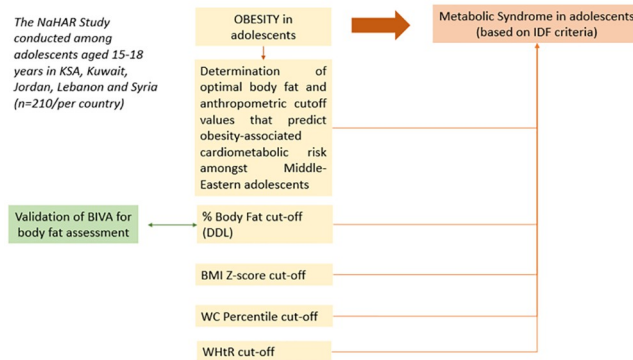 The NaHAR Study
conducted among
adolescents aged 15-18
years in KSA, Kuwait,
Jordan, Lebanon and Syria
(n=210/per country)
OBESITY in
adolescents
Metabolic Syndrome in adolescents
(based on IDF criteria)
Determination of
optimal body fat and
anthropometric cutoff
values that predict
obesity-associated
cardiometabolic risk
amongst Middle-
Eastern adolescents
Validation of BIVA for
body fat assessment
% Body Fat cut-off
(DDL)
BMI Z-score cut-off
WC Percentile cut-off
WHtR cut-off